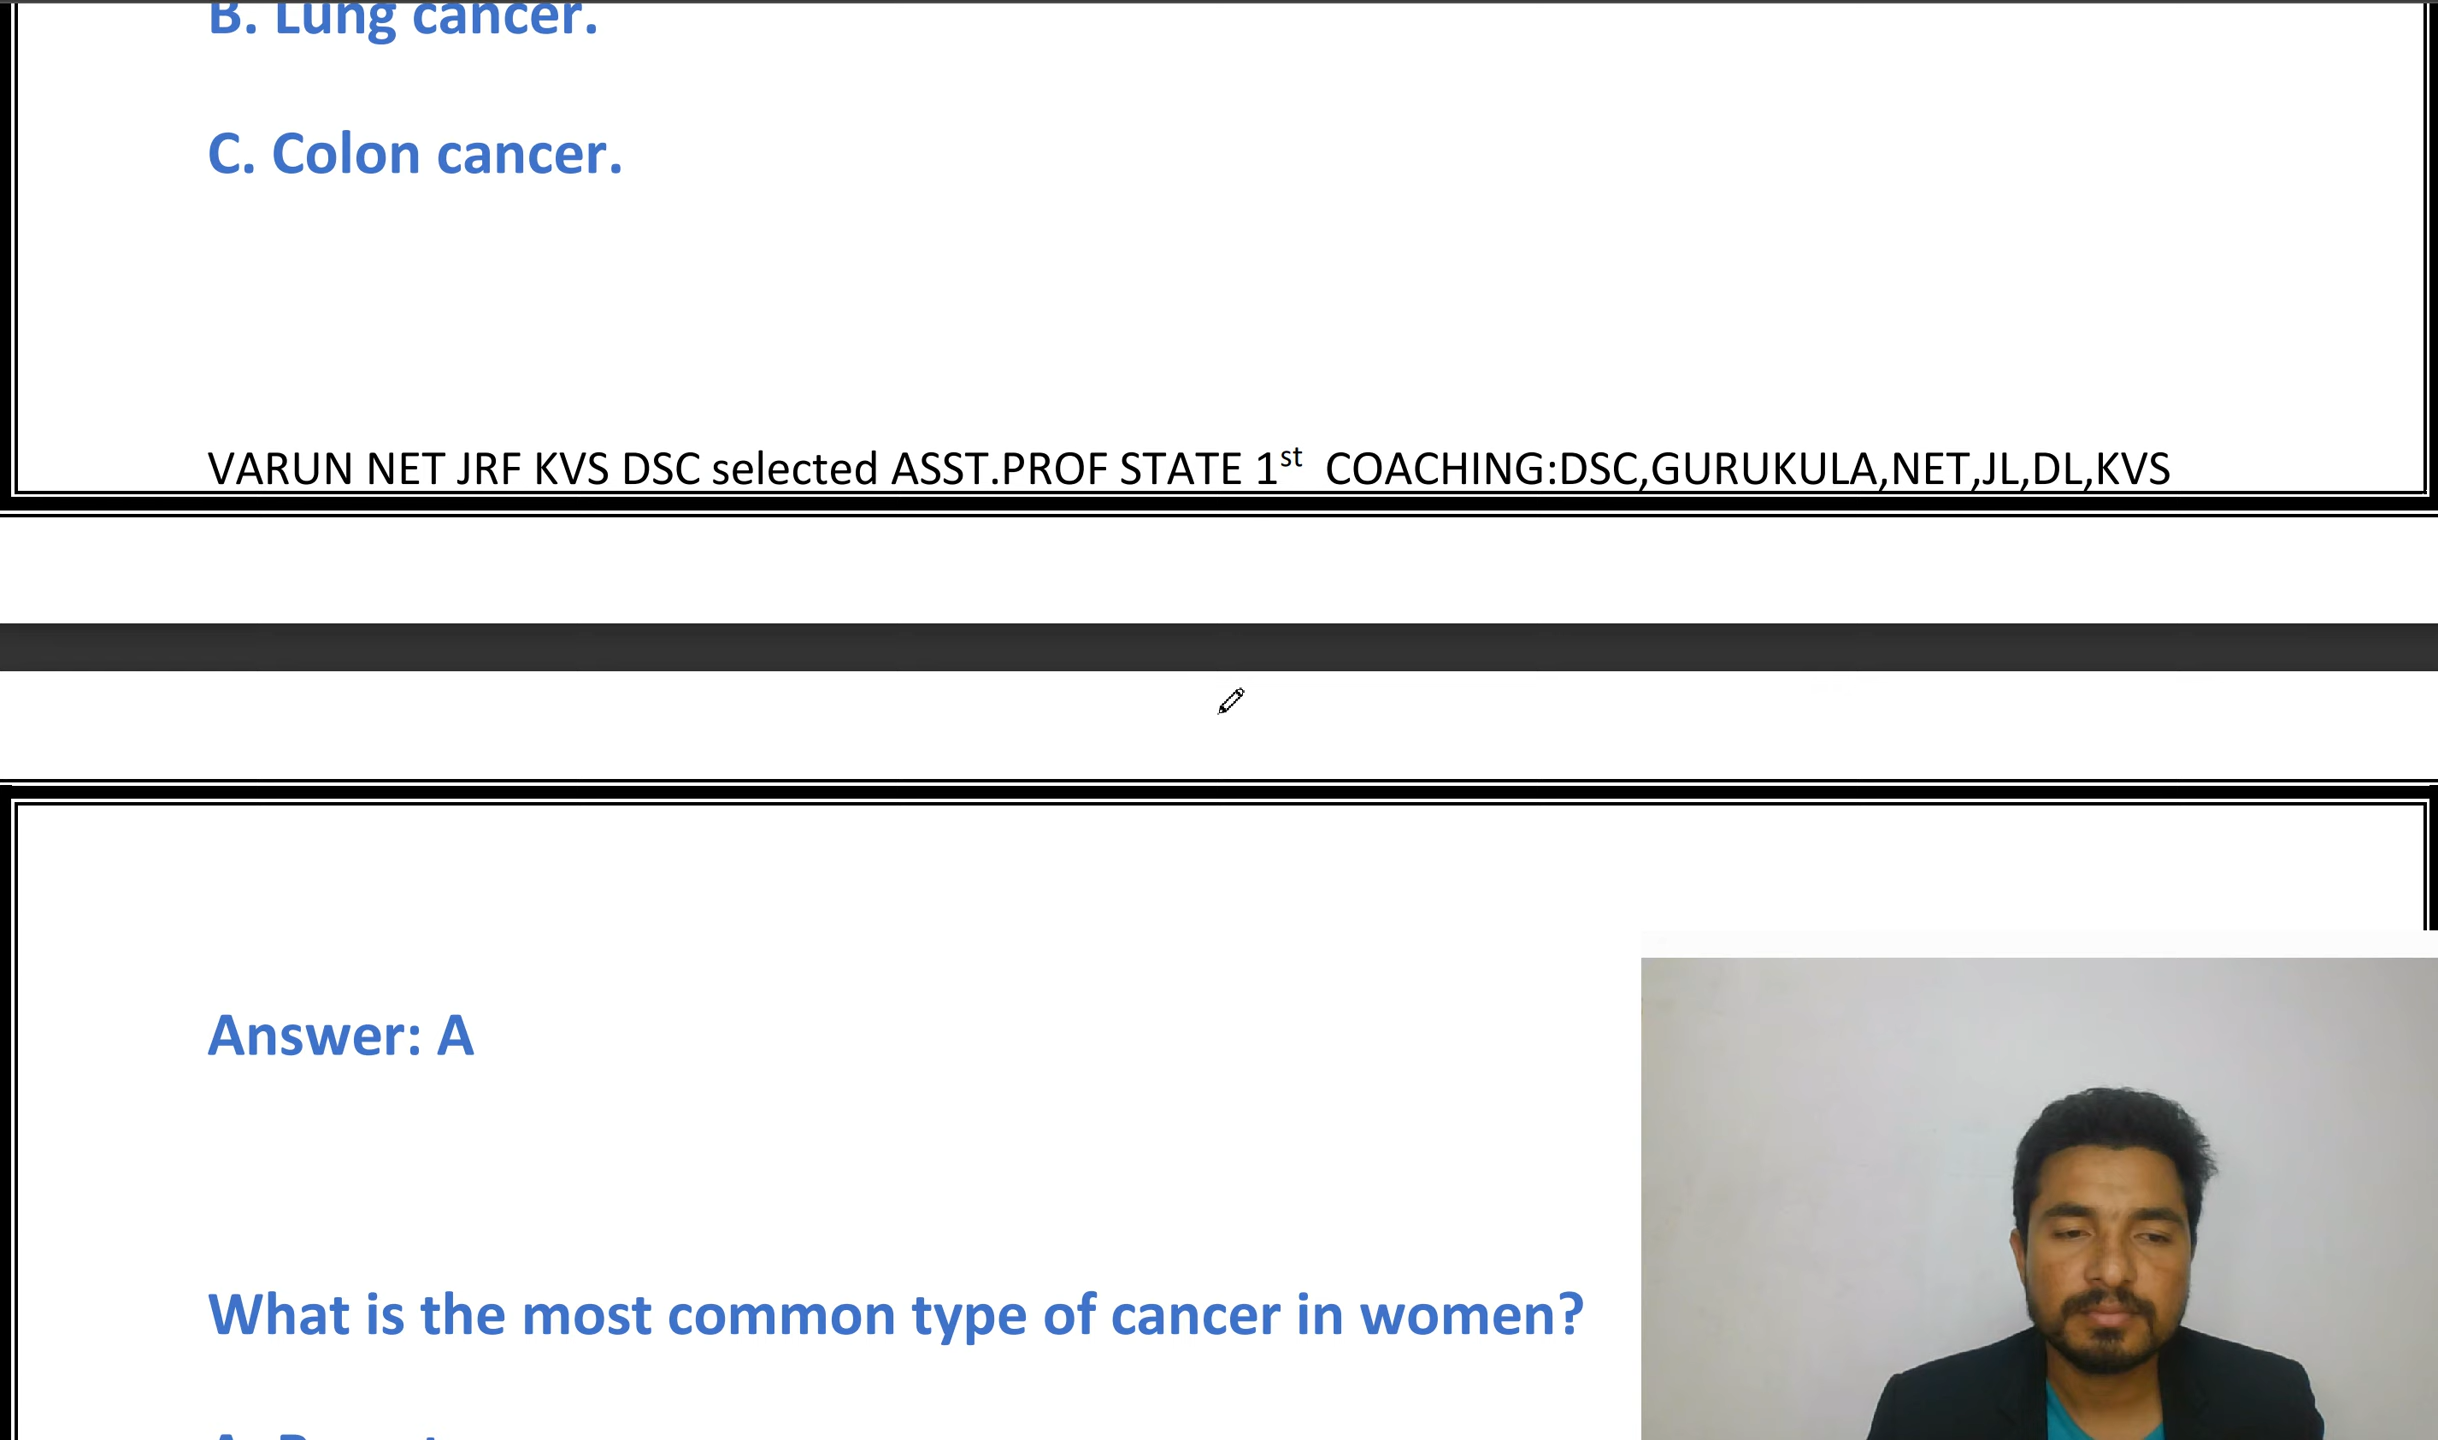 B. Lung cancer.
C. Colon cancer.
VARUN NET JRF KVS DSC selected ASST.PROF STATE 1st COACHING:DSC,GURUKULA,NET,JL,DL,KVS
Answer: A
What is the most common type of cancer in women?